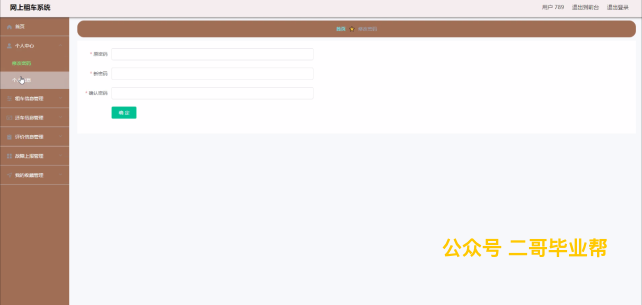 网上租车系统
用户 789 退出到前台 退出登录
首页
首页 修改密码
个人中心
* 原密码
修改密码
* 新密码
* 确认密码
租车信息管理
确 定
还车信息管理
评价信息管理
故障上报管理
我的收藏管理
公众号 二哥毕业帮